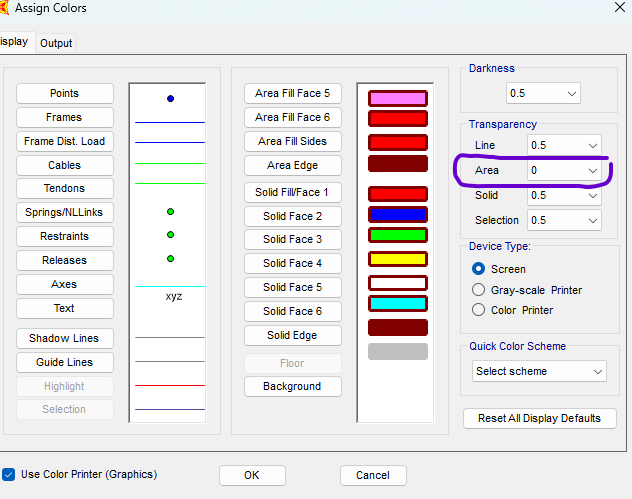 Assign Colors
isplay
Output
Points
Frames
Frame Dist. Load
Cables
Tendons
Springs/NLLinks
Restraints
Releases
Axes
Text
Shadow Lines
Guide Lines
Highlight
Selection
xyz
Area Fill Face 5
Area Fill Face 6
Area Fill Sides
Area Edge
Solid Fill/Face 1
Solid Face 2
Solid Face 3
Solid Face 4
Solid Face 5
Solid Face 6
Solid Edge
Floor
Background
Darkness
0.5
Transparency
Line 0.5
Area 0
Solid 0.5
Selection 0.5
Device Type:
Screen
Gray-scale Printer
Color Printer
Quick Color Scheme
Select scheme
Reset All Display Defaults
Use Color Printer (Graphics)
OK
Cancel